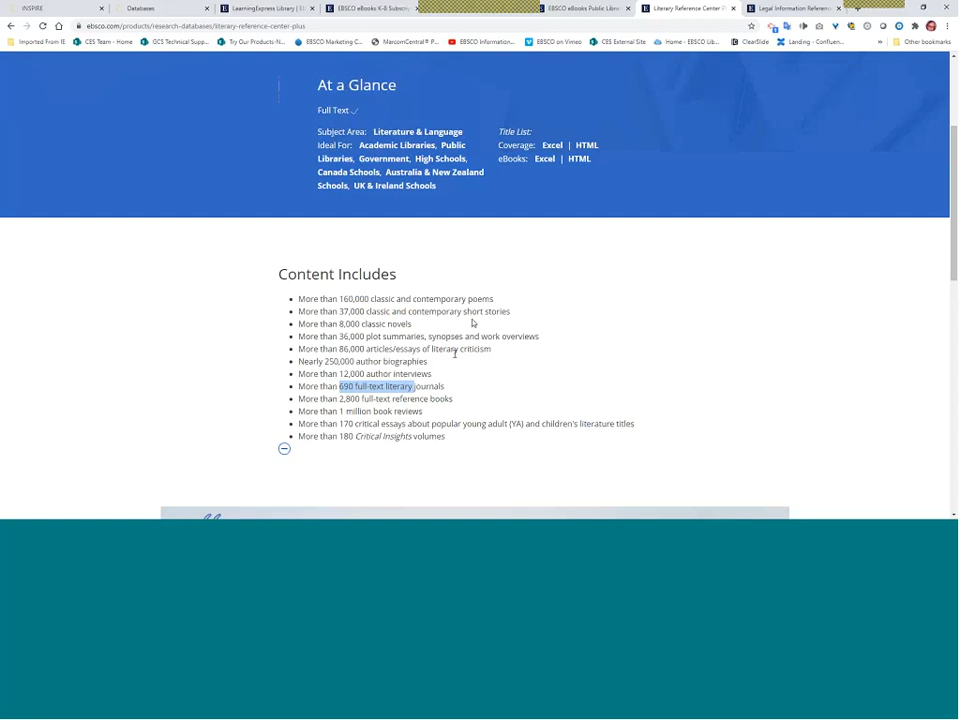 INSPIRE
Databases
LearningExpress Library | E
EBSCO eBooks K-8 Subscr
EBSCO eBooks Public Libra
Literary Reference Center P
Legal Information Referenc
ebsco.com/products/research-databases/literary-reference-center-plus
Imported From IE
CES Team - Home
GCS Technical Supp...
Try Our Products-N...
EBSCO Marketing C...
MarcomCentral® P...
EBSCO Information...
EBSCO on Vimeo
CES External Site
Home - EBSCO Lib...
ClearSlide
Landing - Confluen...
Other bookmarks
At a Glance
Full Text
Subject Area: Literature & Language
Ideal For: Academic Libraries, Public
Libraries, Government, High Schools,
Canada Schools, Australia & New Zealand
Schools, UK & Ireland Schools
Title List:
Coverage: Excel | HTML
eBooks: Excel | HTML
Content Includes
More than 160,000 classic and contemporary poems
More than 37,000 classic and contemporary short stories
More than 8,000 classic novels
More than 36,000 plot summaries, synopses and work overviews
More than 86,000 articles/essays of literary criticism
Nearly 250,000 author biographies
More than 12,000 author interviews
More than 690 full-text literary journals
More than 2,800 full-text reference books
More than 1 million book reviews
More than 170 critical essays about popular young adult (YA) and children's literature titles
More than 180 Critical Insights volumes